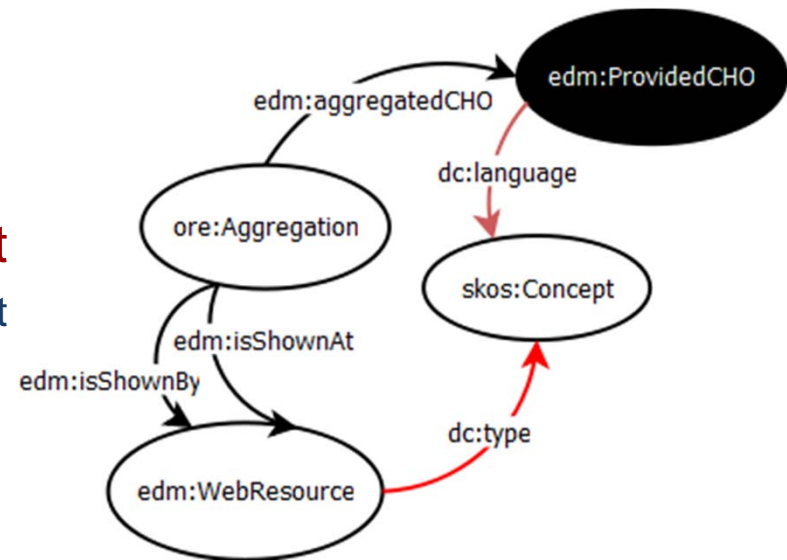 edm:ProvidedCHO
edm:aggregatedCHO
dc:language
ore:Aggregation
t
skos:Concept
t
edm:isShownAt
edm:isShownBy
dc:type
edm:WebResource